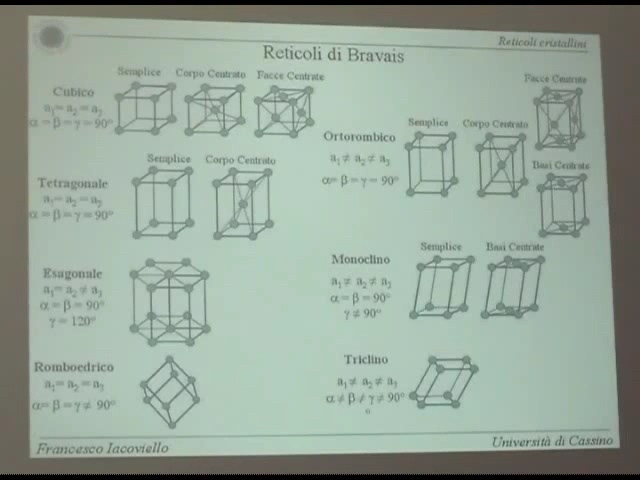 Reticoli cristallini
Reticoli di Bravais
Cubico
a1 = a2 = a3
α = β = γ = 90°
Semplice
Corpo Centrato
Facce Centrate
Tetragonale
a1 = a2 = a3
α = β = γ = 90°
Semplice
Corpo Centrato
Esagonale
a1 = a2 ≠ a3
α = β = 90°
γ = 120°
Romboedrico
a1 = a2 = a3
α = β = γ ≠ 90°
Ortorombico
a1 ≠ a2 ≠ a3
α = β = γ = 90°
Semplice
Corpo Centrato
Facce Centrate
Basi Centrate
Monoclino
a1 ≠ a2 ≠ a3
α = β = 90°
γ ≠ 90°
Semplice
Basi Centrate
Triclino
a1 ≠ a2 ≠ a3
α ≠ β ≠ γ ≠ 90°
Francesco Iacoviello
Università di Cassino